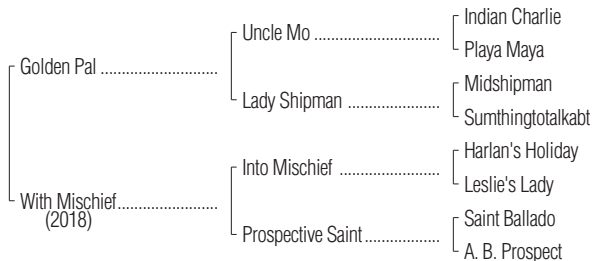 Indian Charlie
Uncle Mo ........................
Playa Maya
Golden Pal ........................
Midshipman
Lady Shipman ..................
Sumthingtotalkabt
Harlan's Holiday
Into Mischief ...................
Leslie's Lady
With Mischief....................
(2018)
Saint Ballado
Prospective Saint..............
A. B. Prospect